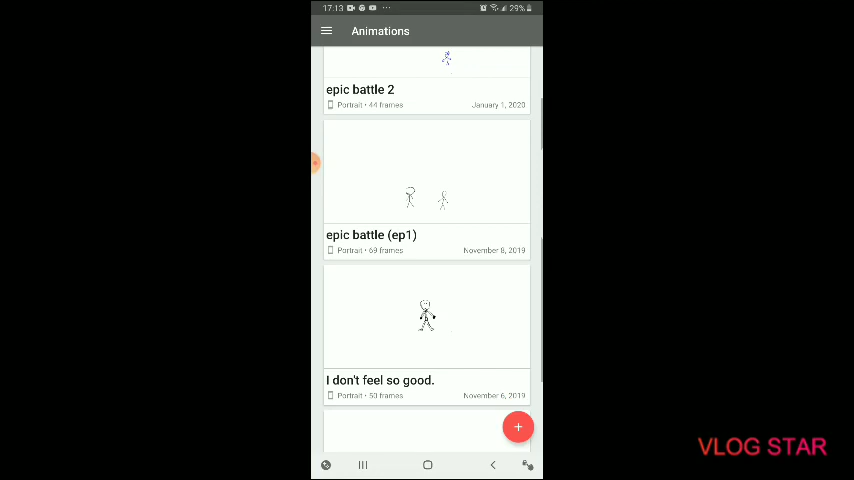 17:13 29%
Animations
epic battle 2
Portrait • 44 frames January 1, 2020
epic battle (ep1)
Portrait • 69 frames November 8, 2019
I don't feel so good.
Portrait • 50 frames November 6, 2019
VLOG STAR